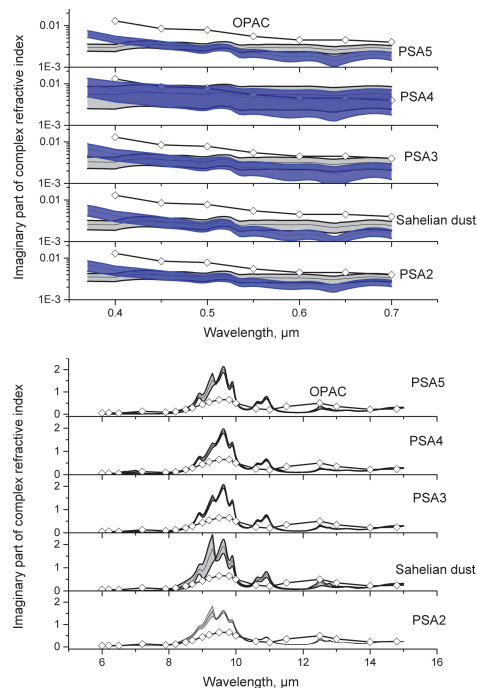 OPAC
0.01
1E-3
PSA5
0.01
1E-3
PSA4
0.01
1E-3
PSA3
0.01
1E-3
Sahelian dust
0.01
1E-3
PSA2
Imaginary part of complex refractive index
0.4 0.5 0.6 0.7
Wavelength, µm
OPAC
2
1
0
PSA5
2
1
0
PSA4
2
1
0
PSA3
2
1
0
Sahelian dust
2
1
0
PSA2
Imaginary part of complex refractive index
6 8 10 12 14 16
Wavelength, µm